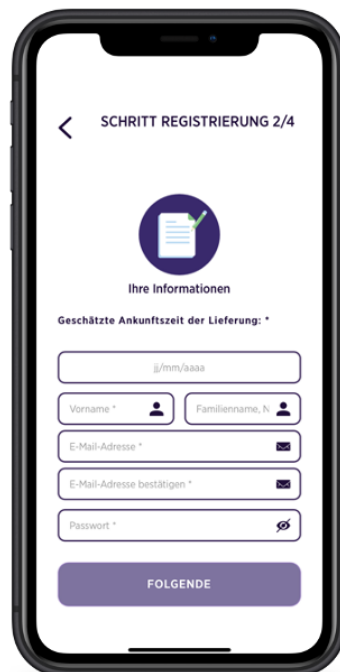 SCHRITT REGISTRIERUNG 2/4
Ihre Informationen
Geschätzte Ankunftszeit der Lieferung: *
jj/mm/aaaa
Vorname *
Familienname, N
E-Mail-Adresse *
E-Mail-Adresse bestätigen *
Passwort *
FOLGENDE